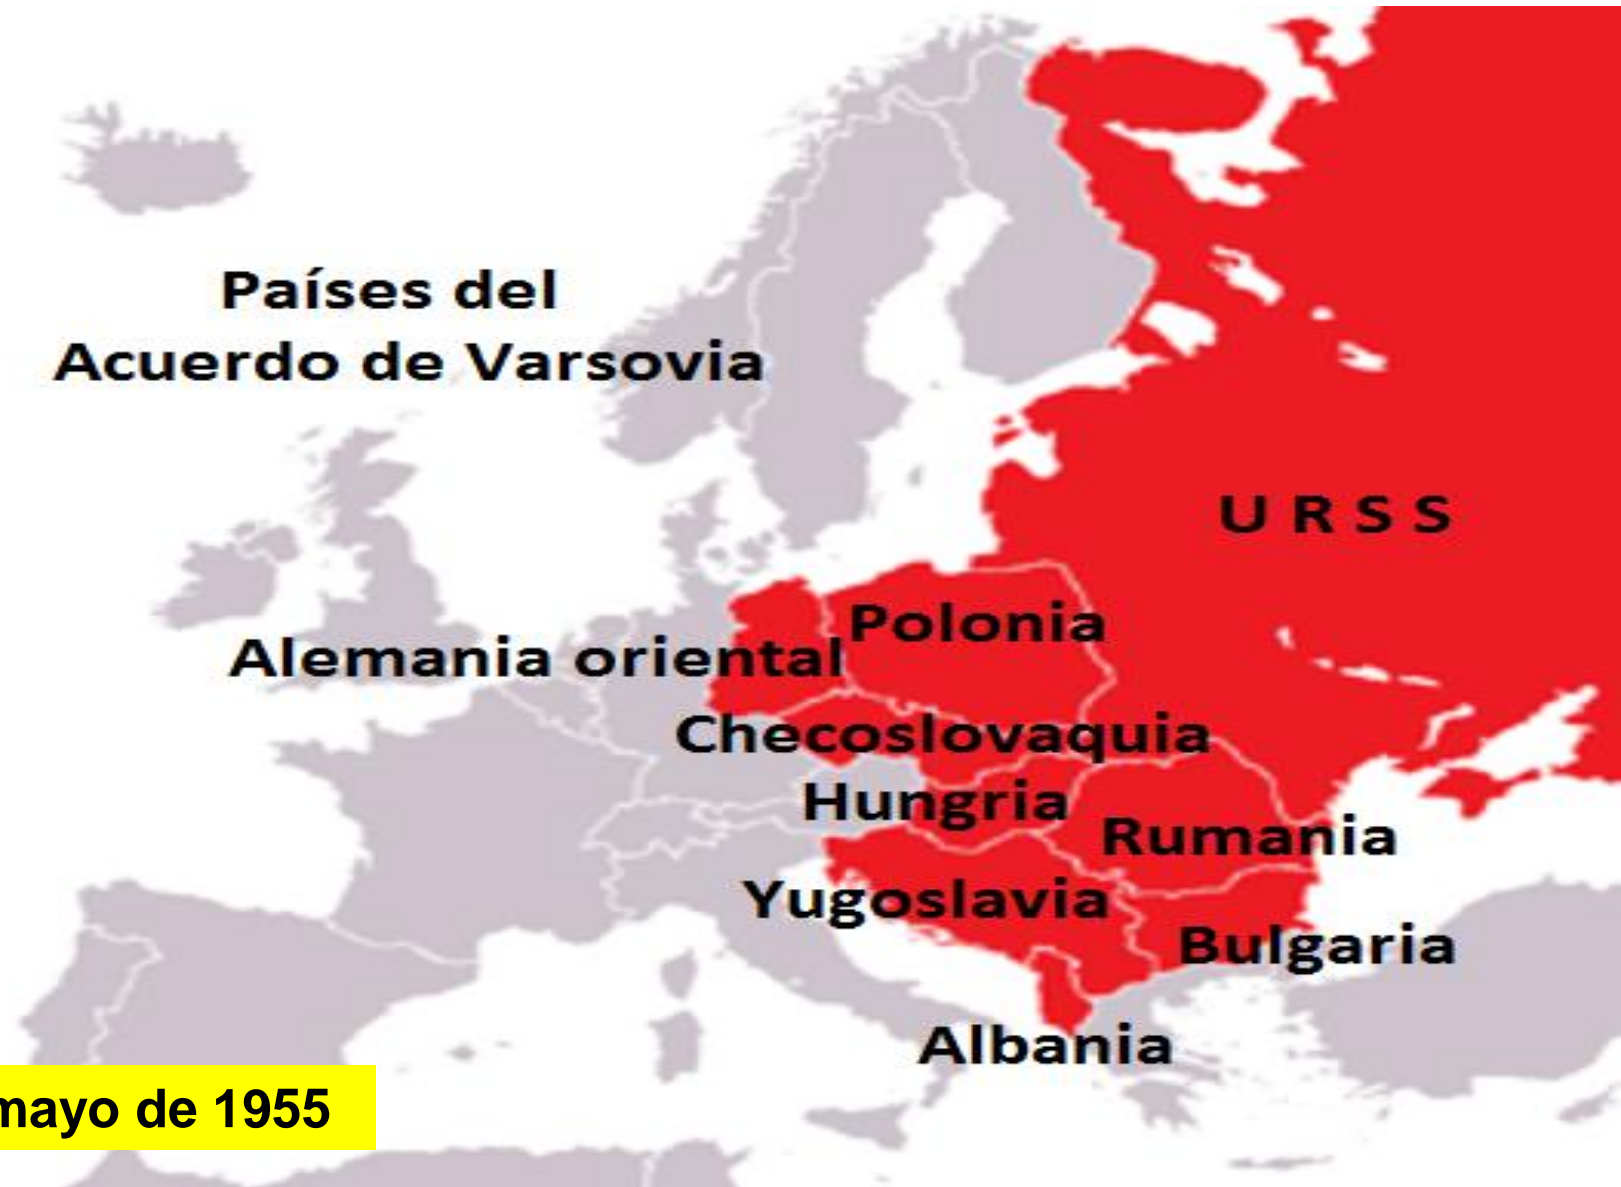 Países del
Acuerdo de Varsovia
U R S S
Polonia
Alemania oriental
Checoslovaquia
Hungria
Rumania
Yugoslavia
Bulgaria
Albania
mayo de 1955